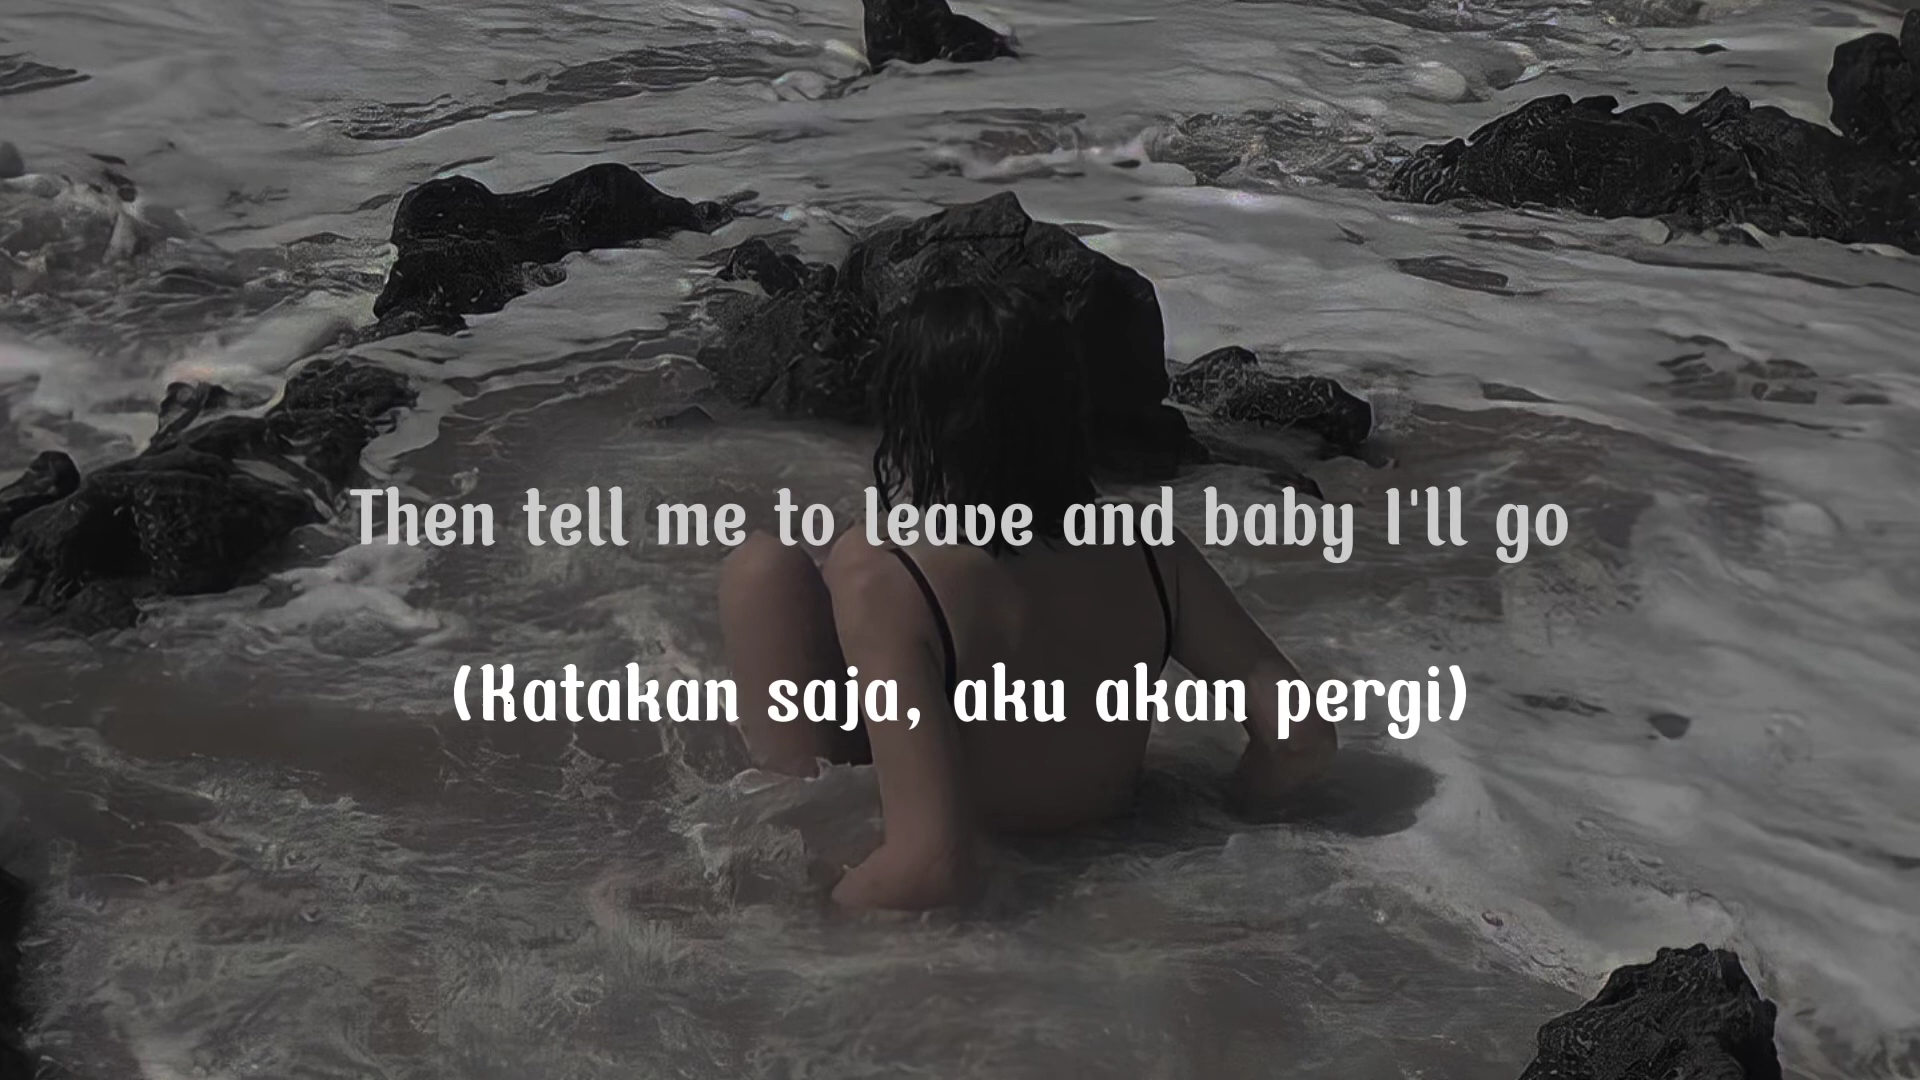 Then tell me to leave and baby I'll go
(Katakan saja, aku akan pergi)